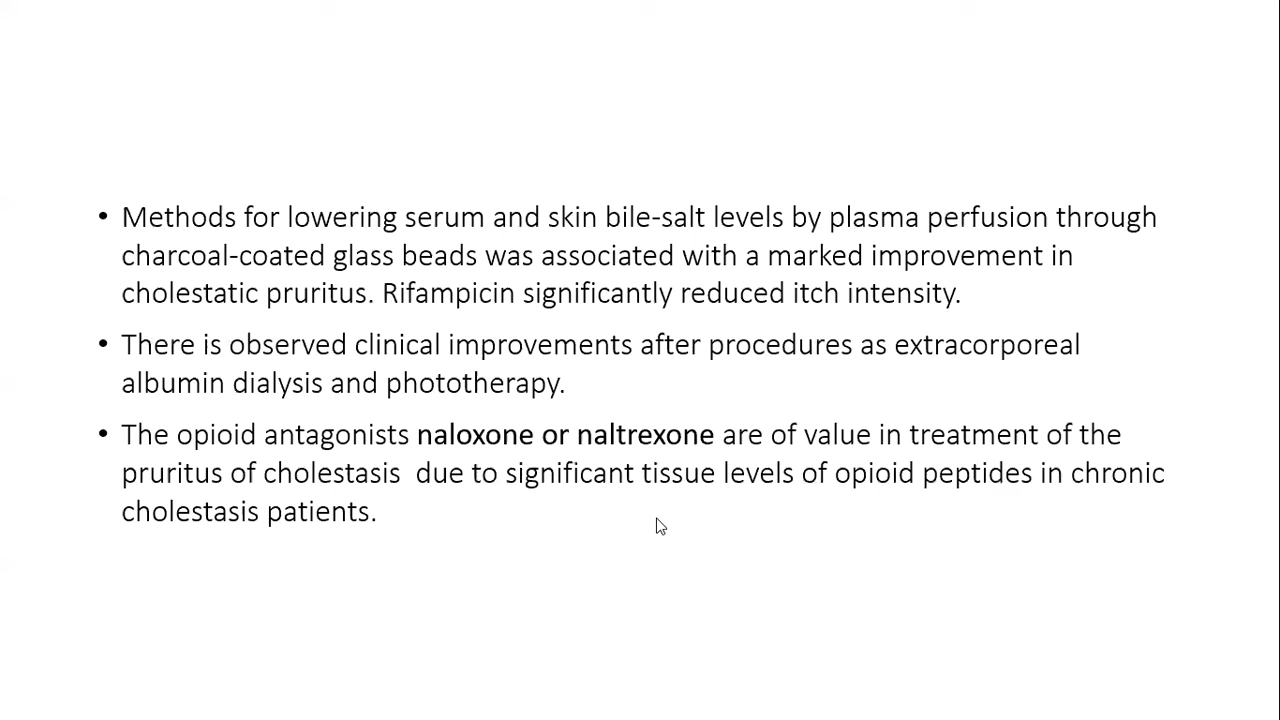 • Methods for lowering serum and skin bile-salt levels by plasma perfusion through
charcoal-coated glass beads was associated with a marked improvement in
cholestatic pruritus. Rifampicin significantly reduced itch intensity.
• There is observed clinical improvements after procedures as extracorporeal
albumin dialysis and phototherapy.
• The opioid antagonists naloxone or naltrexone are of value in treatment of the
pruritus of cholestasis  due to significant tissue levels of opioid peptides in chronic
cholestasis patients.